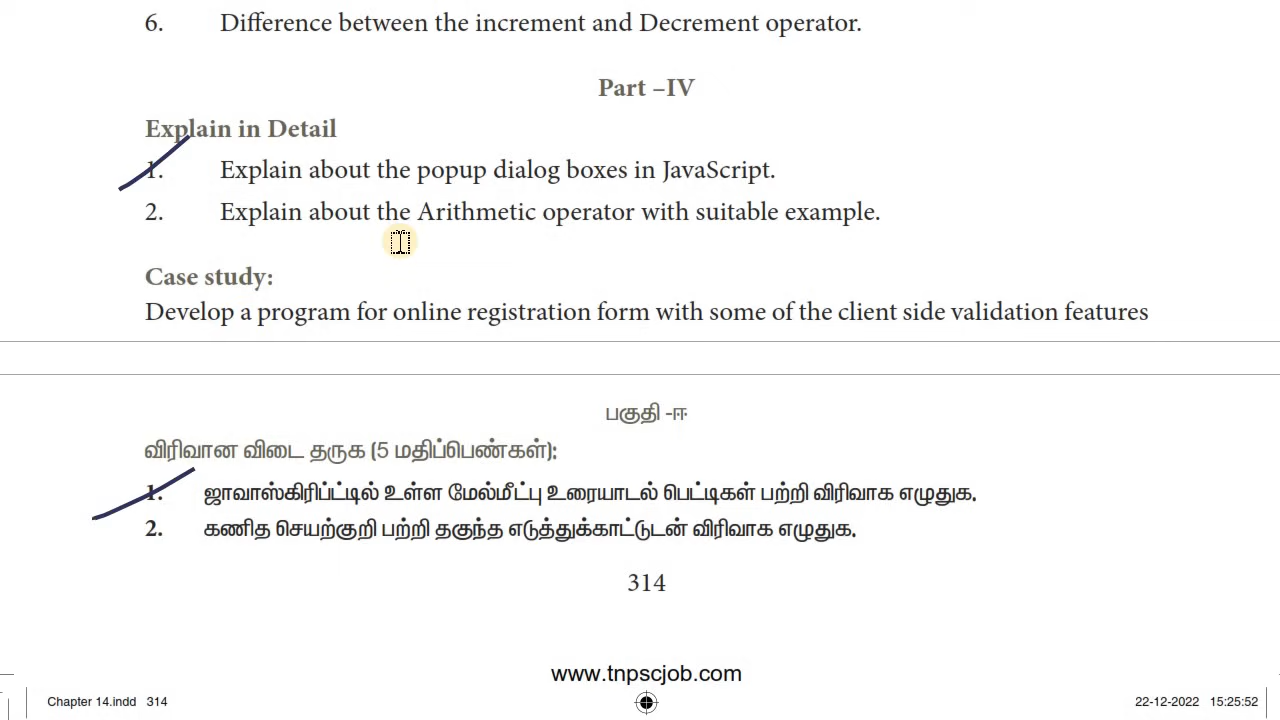 6. Difference between the increment and Decrement operator.
Part –IV
Explain in Detail
1. Explain about the popup dialog boxes in JavaScript.
2. Explain about the Arithmetic operator with suitable example.
Case study:
Develop a program for online registration form with some of the client side validation features
பகுதி -ஈ
விரிவான விடை தருக (5 மதிப்பெண்கள்):
1. ஜாவாஸ்கிரிப்ட்டில் உள்ள மேல்மீட்பு உரையாடல் பெட்டிகள் பற்றி விரிவாக எழுதுக.
2. கணித செயற்குறி பற்றி தகுந்த எடுத்துக்காட்டுடன் விரிவாக எழுதுக.
314
www.tnpscjob.com
Chapter 14.indd 314 22-12-2022 15:25:52